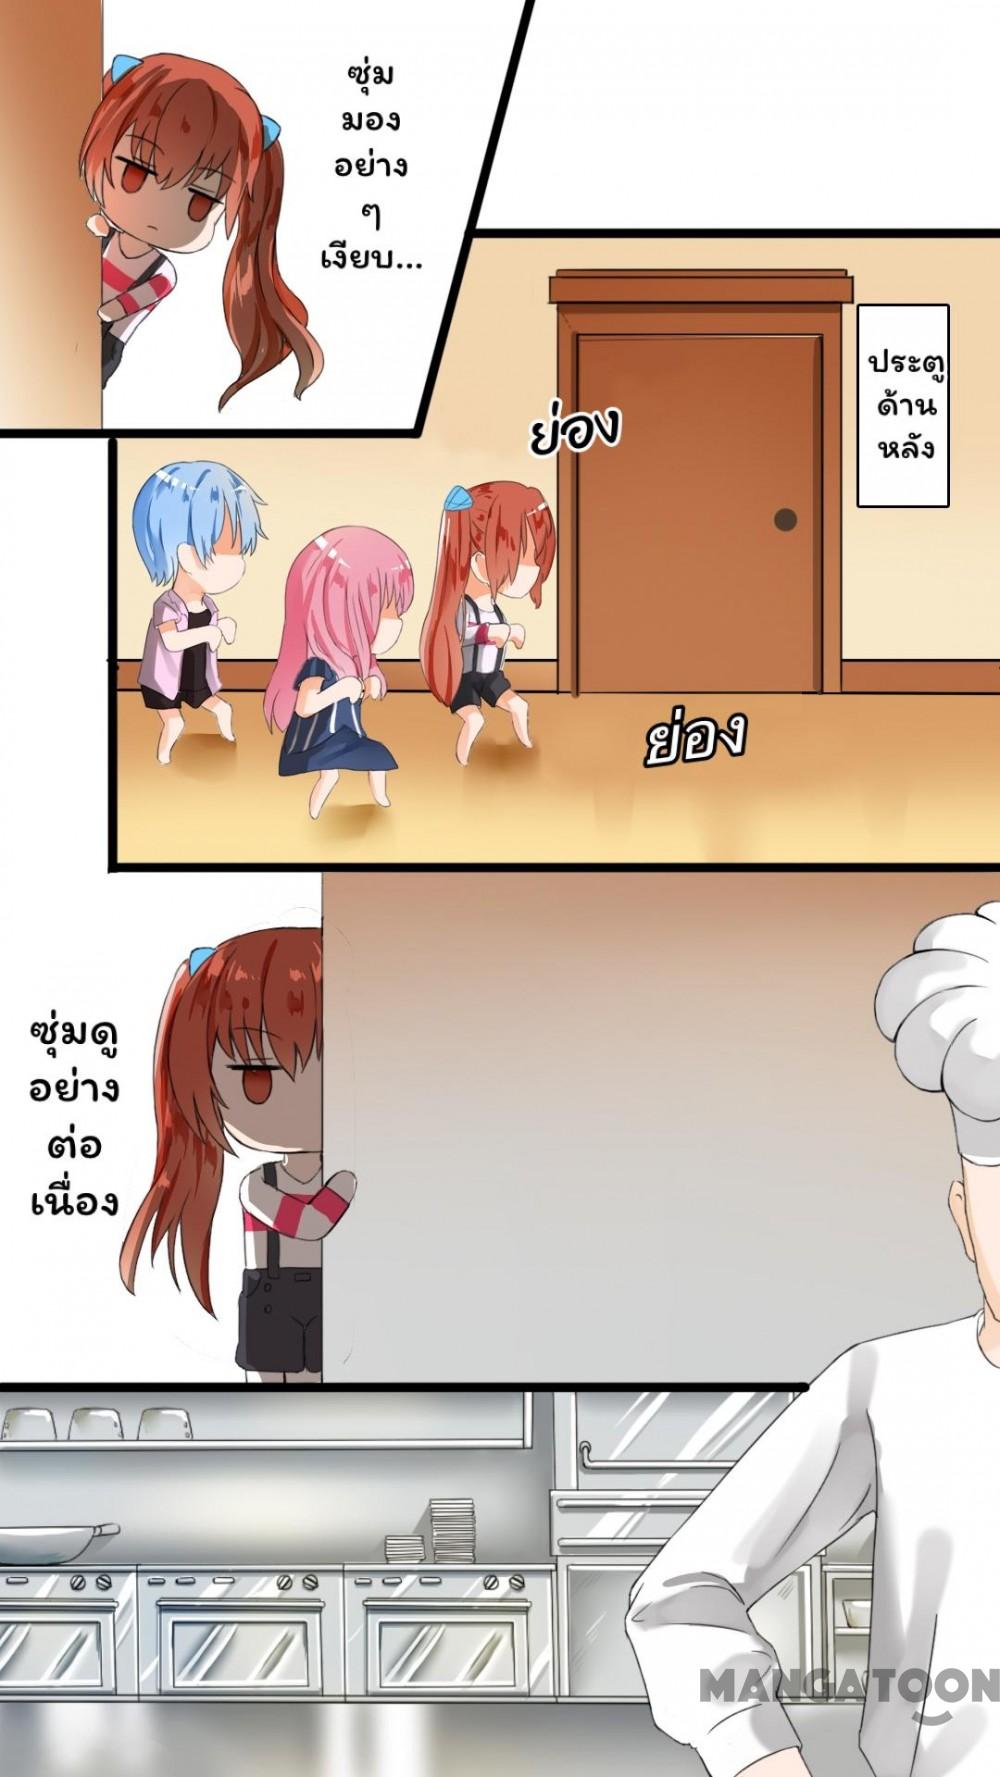 ซุ่ม
มอง
อย่าง
ๆ
เงียบ...
ประตู
ด้าน
หลัง
ย่อง
ย่อง
ซุ่มดู
อย่าง
ต่อ
เนื่อง
MANGATOON